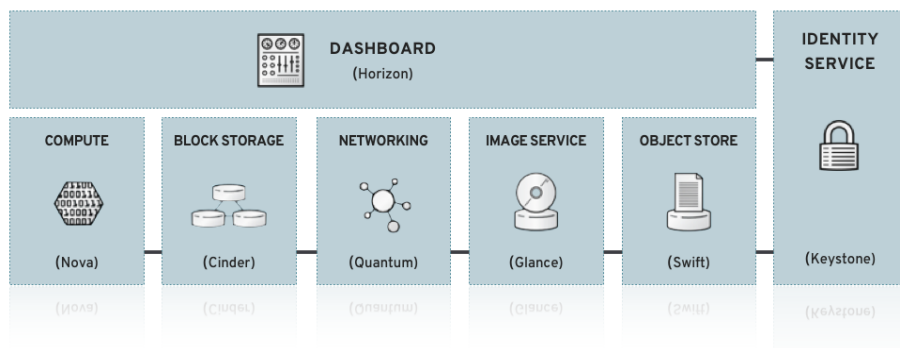 DASHBOARD
(Horizon)
IDENTITY
SERVICE
(Keystone)
COMPUTE
(Nova)
BLOCK STORAGE
(Cinder)
NETWORKING
(Quantum)
IMAGE SERVICE
(Glance)
OBJECT STORE
(Swift)